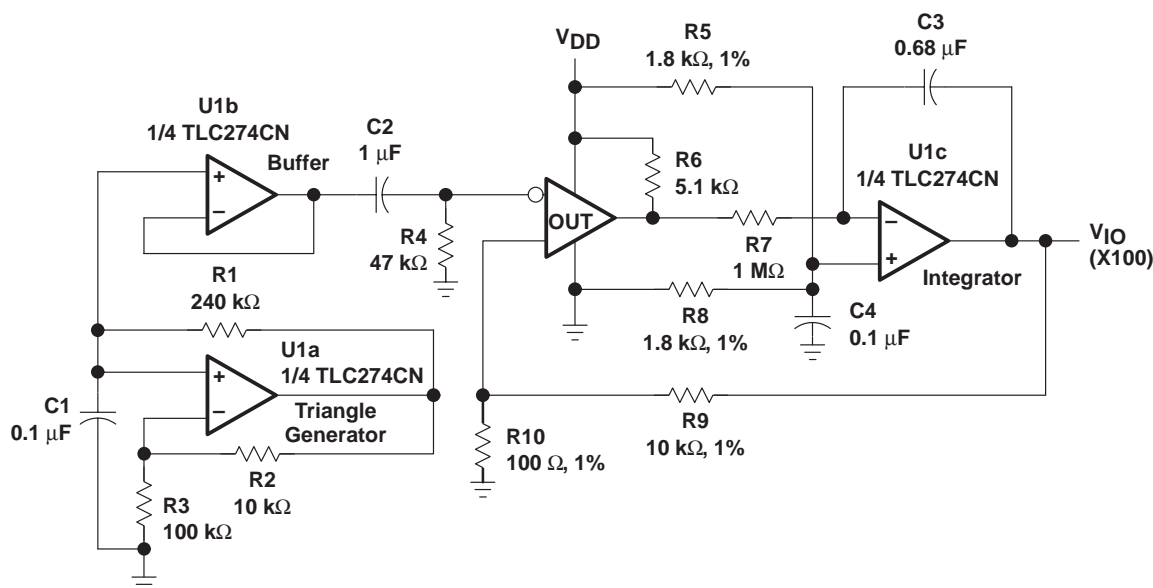 VDD
R5
1.8 kΩ, 1%
C3
0.68 µF
U1b
1/4 TLC274CN
Buffer
C2
1 µF
R6
5.1 kΩ
U1c
1/4 TLC274CN
+
−
OUT
R4
47 kΩ
R7
1 MΩ
−
+
Integrator
VIO
(X100)
R1
240 kΩ
R8
1.8 kΩ, 1%
C4
0.1 µF
U1a
1/4 TLC274CN
+
−
Triangle
Generator
C1
0.1 µF
R9
10 kΩ, 1%
R10
100 Ω, 1%
R2
10 kΩ
R3
100 kΩ